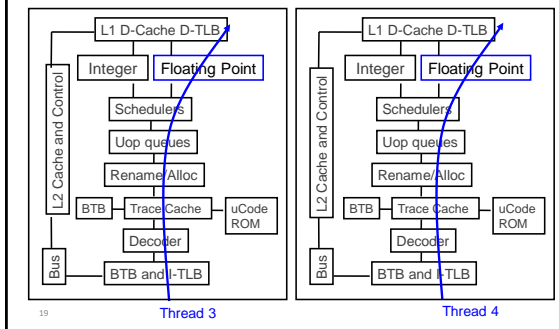 L1 D-Cache D-TLB
Integer
Floating Point
L2 Cache and Control
Schedulers
Uop queues
Rename/Alloc
BTB
Trace Cache
uCode
ROM
Decoder
Bus
BTB and I-TLB
Thread 3
L1 D-Cache D-TLB
Integer
Floating Point
L2 Cache and Control
Schedulers
Uop queues
Rename/Alloc
BTB
Trace Cache
uCode
ROM
Decoder
Bus
BTB and I-TLB
Thread 4
19